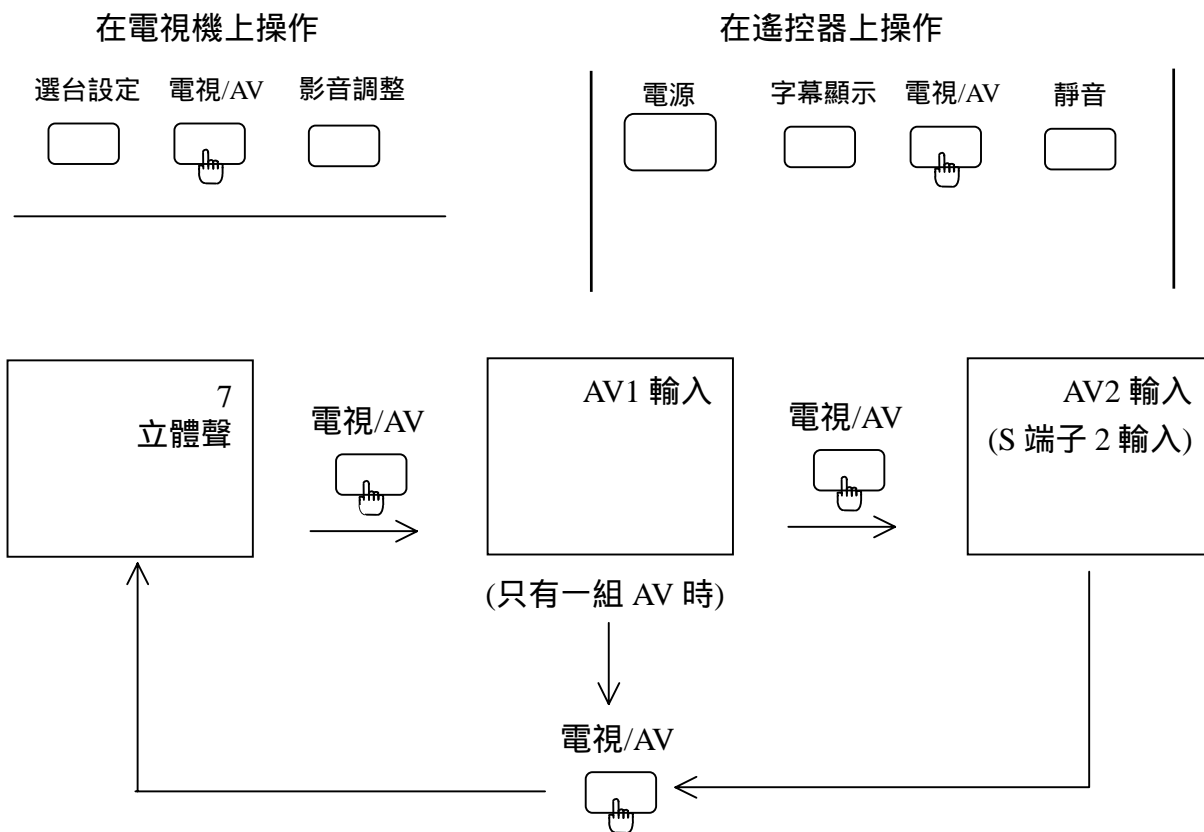 在電視機上操作
在遙控器上操作
選台設定 電視/AV 影音調整
電源 字幕顯示 電視/AV 靜音
7
立體聲
電視/AV
AV1 輸入
電視/AV
AV2 輸入
(S 端子 2 輸入)
(只有一組 AV 時)
電視/AV